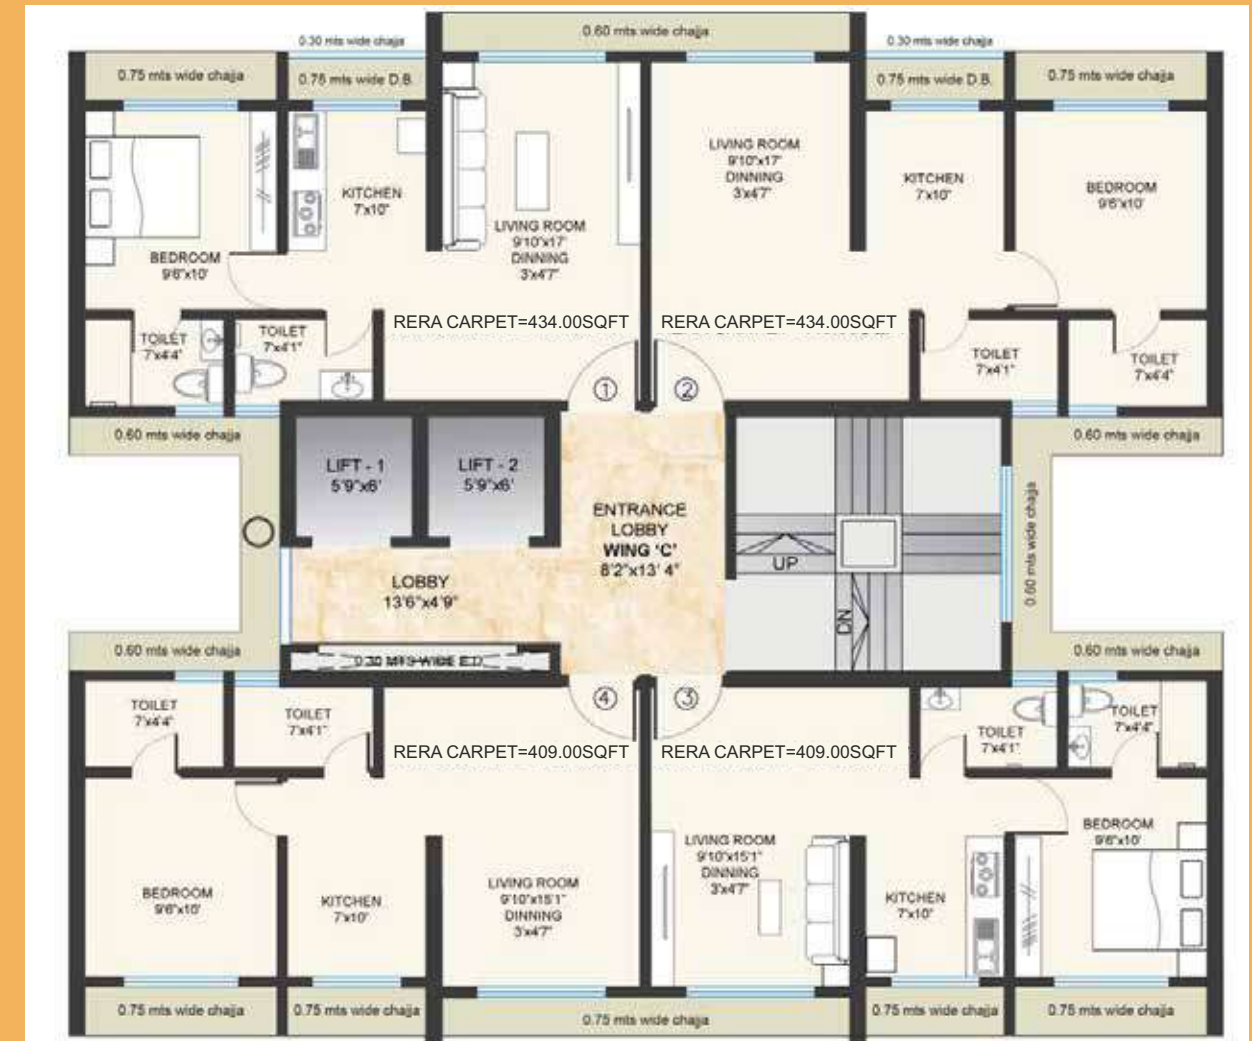 0.60 mts wide chajja
0.30 mts wide chajja
0.30 mts wide chajja
0.75 mts wide chajja
0.75 mts wide D.B.
0.75 mts wide D.B.
0.75 mts wide chajja
LIVING ROOM
9'10"x17'
DINNING
3'x4'7"
KITCHEN
7'x10"
KITCHEN
7'x10"
BEDROOM
9'6"x10'
LIVING ROOM
9'10"x17'
DINNING
3'x4'7"
BEDROOM
9'6"x10'
RERA CARPET=434.00SQFT
RERA CARPET=434.00SQFT
TOILET
7'x4'4"
TOILET
7'x4'1"
TOILET
7'x4'1"
TOILET
7'x4'4"
1
2
0.60 mts wide chajja
0.60 mts wide chajja
LIFT - 1
5'9"x6'
LIFT - 2
5'9"x6'
ENTRANCE
LOBBY
WING ‘C’
8'2"x13' 4"
0.60 mts wide chajja
UP
LOBBY
13'6"x4'9"
DN
0.60 mts wide chajja
0.30 MTS WIDE E.D
0.60 mts wide chajja
4
3
TOILET
7'x4'4"
TOILET
7'x4'1"
TOILET
7'x4'1"
TOILET
7'x4'4"
RERA CARPET=409.00SQFT
RERA CARPET=409.00SQFT
BEDROOM
9'6"x10'
LIVING ROOM
9'10"x15'1"
DINNING
3'x4'7"
BEDROOM
9'6"x10'
KITCHEN
7'x10"
LIVING ROOM
9'10"x15'1"
DINNING
3'x4'7"
KITCHEN
7'x10"
0.75 mts wide chajja
0.75 mts wide chajja
0.75 mts wide chajja
0.75 mts wide chajja
0.75 mts wide chajja